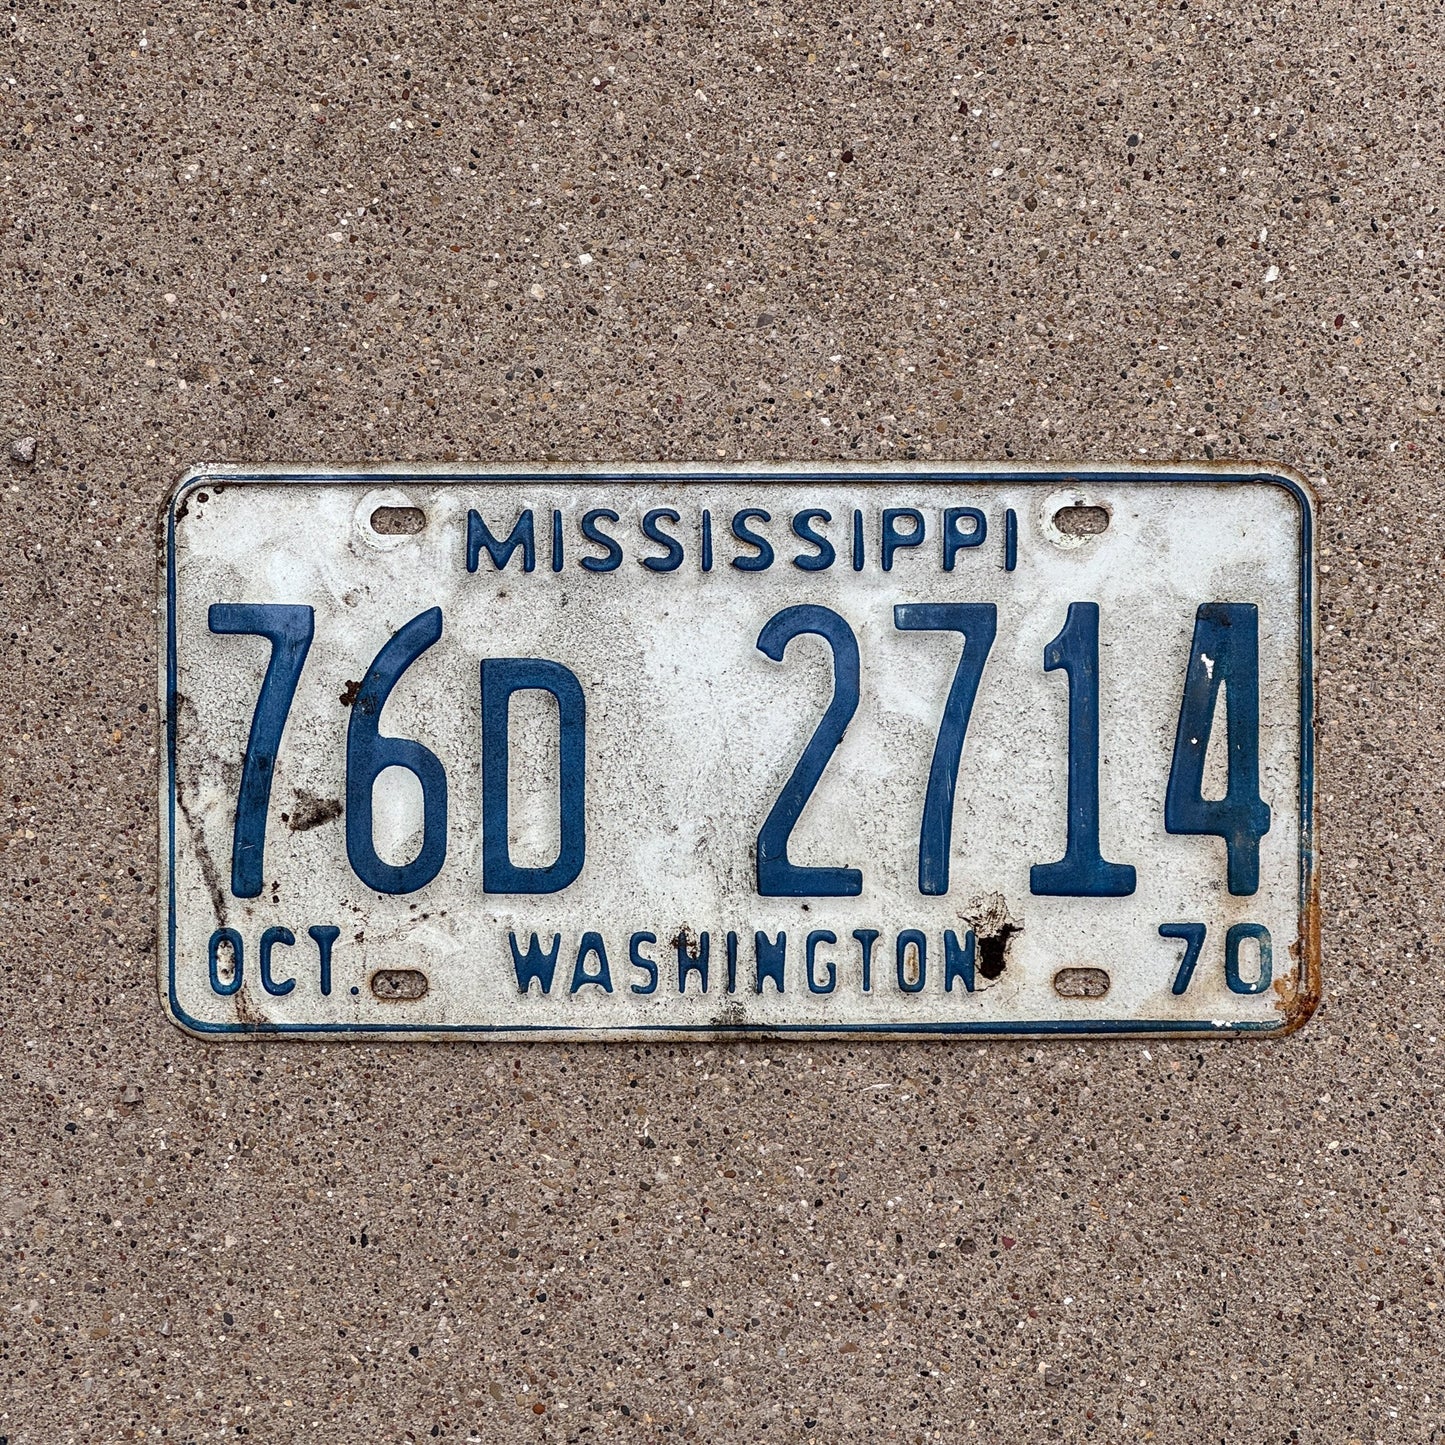 MISSISSIPPI
76D 2714
OCT. WASHINGTON 70